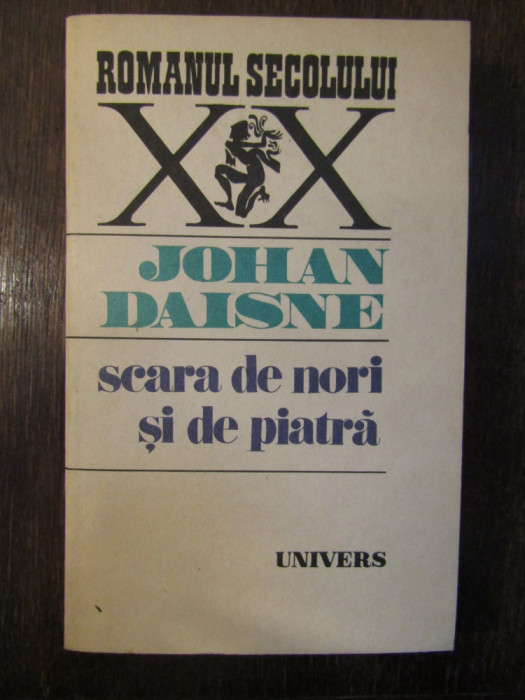 ROMANUL SECOLULUI
XX
JOHAN
DAISNE
scara de nori
și de piatră
UNIVERS